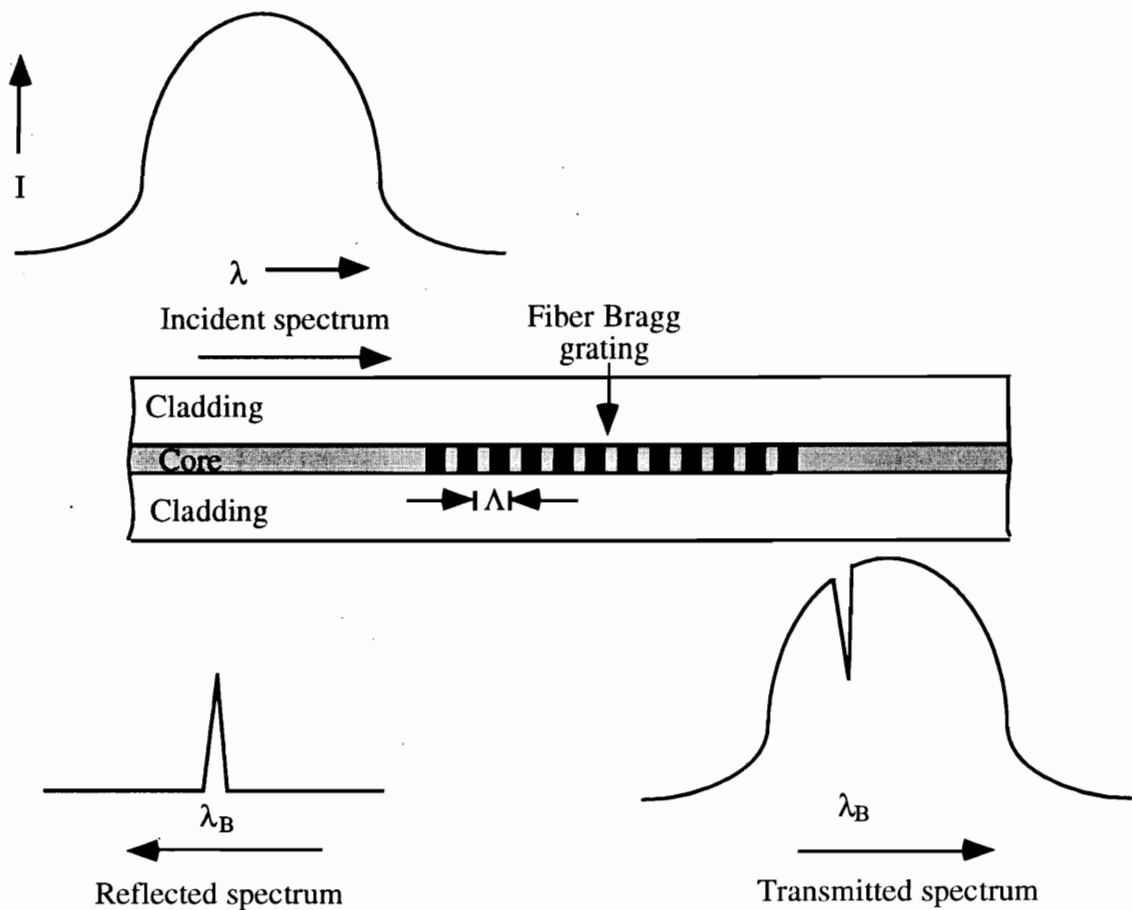 I
λ
Incident spectrum
Fiber Bragg
grating
Cladding
Core
Λ
Cladding
λB
Reflected spectrum
λB
Transmitted spectrum